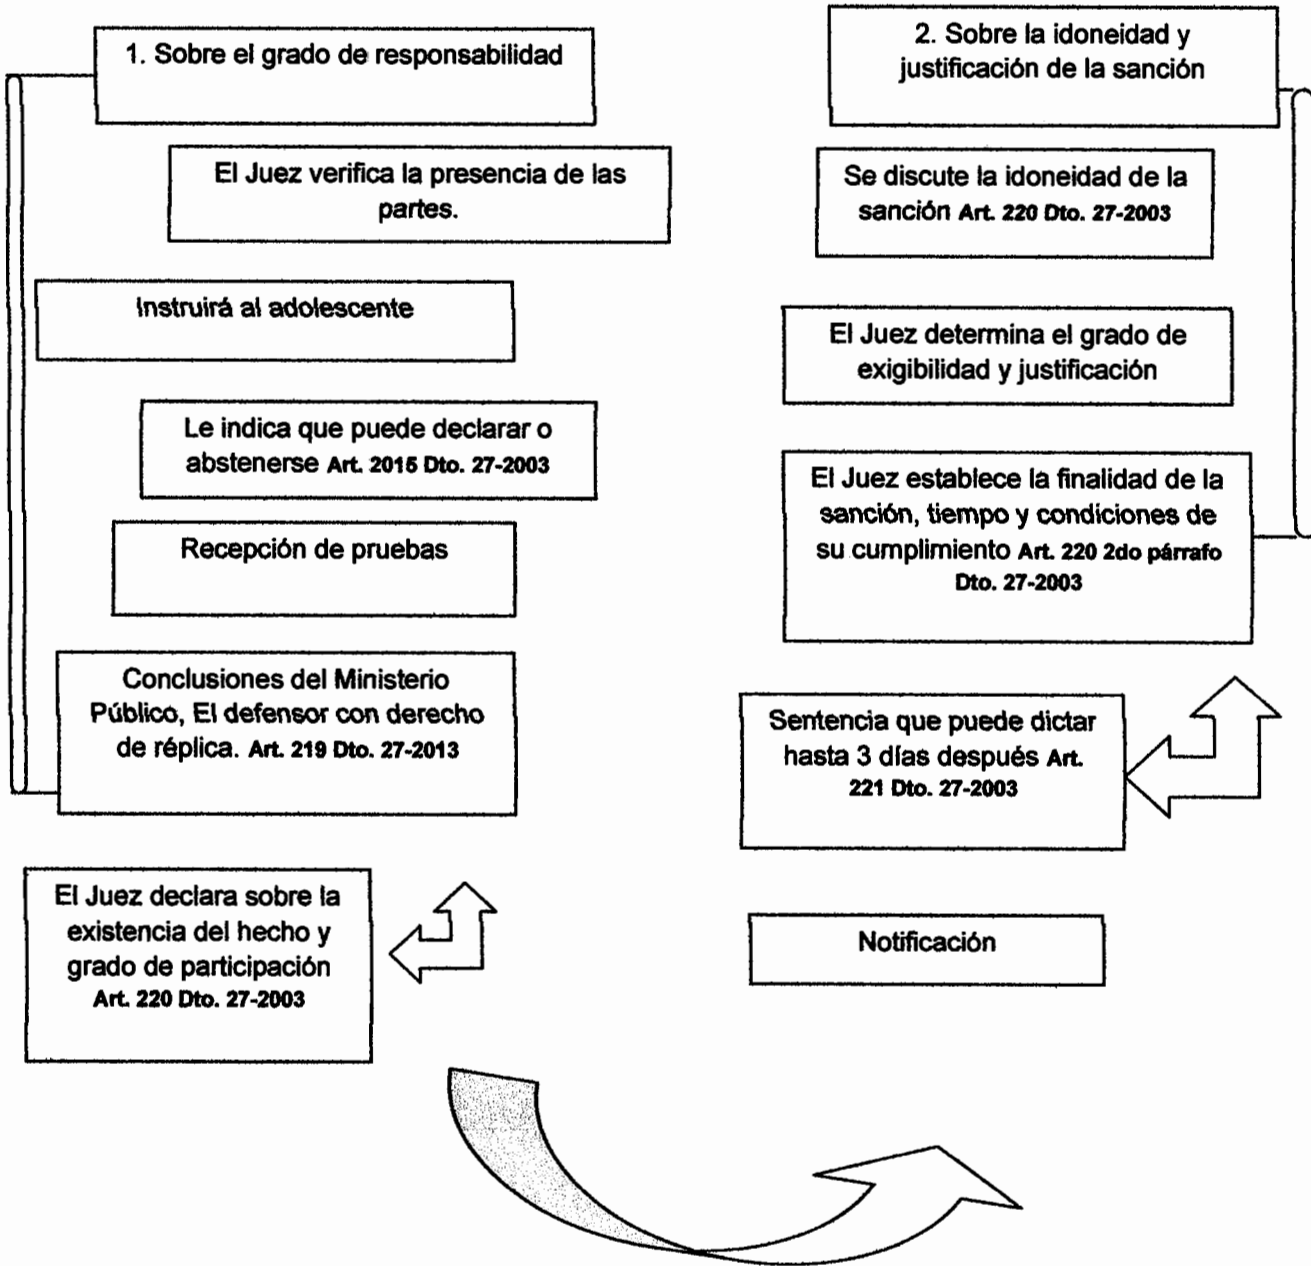 1. Sobre el grado de responsabilidad
El Juez verifica la presencia de las
partes.
Instruirá al adolescente
Le indica que puede declarar o
abstenerse Art. 2015 Dto. 27-2003
Recepción de pruebas
Conclusiones del Ministerio
Público, El defensor con derecho
de réplica. Art. 219 Dto. 27-2013
El Juez declara sobre la
existencia del hecho y
grado de participación
Art. 220 Dto. 27-2003
2. Sobre la idoneidad y
justificación de la sanción
Se discute la idoneidad de la
sanción Art. 220 Dto. 27-2003
El Juez determina el grado de
exigibilidad y justificación
El Juez establece la finalidad de la
sanción, tiempo y condiciones de
su cumplimiento Art. 220 2do párrafo
Dto. 27-2003
Sentencia que puede dictar
hasta 3 días después Art.
221 Dto. 27-2003
Notificación